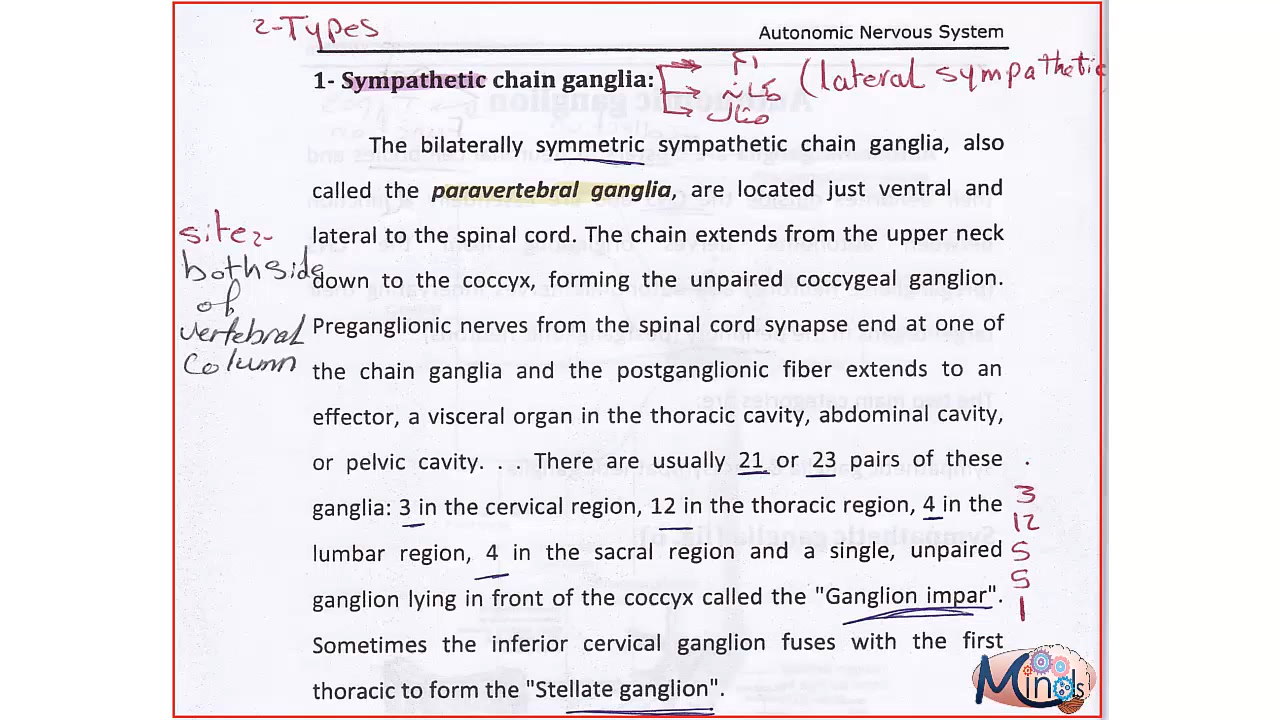 2-Types
Autonomic Nervous System
1- Sympathetic chain ganglia:
(lateral sympathetic
مكانه
مثال
The bilaterally symmetric sympathetic chain ganglia, also
called the paravertebral ganglia, are located just ventral and
lateral to the spinal cord. The chain extends from the upper neck
down to the coccyx, forming the unpaired coccygeal ganglion.
Preganglionic nerves from the spinal cord synapse end at one of
the chain ganglia and the postganglionic fiber extends to an
effector, a visceral organ in the thoracic cavity, abdominal cavity,
or pelvic cavity. . . There are usually 21 or 23 pairs of these
ganglia: 3 in the cervical region, 12 in the thoracic region, 4 in the
lumbar region, 4 in the sacral region and a single, unpaired
ganglion lying in front of the coccyx called the "Ganglion impar".
Sometimes the inferior cervical ganglion fuses with the first
thoracic to form the "Stellate ganglion".
site:-
both side
of
vertebral
column
3
12
5
5
1
Minds